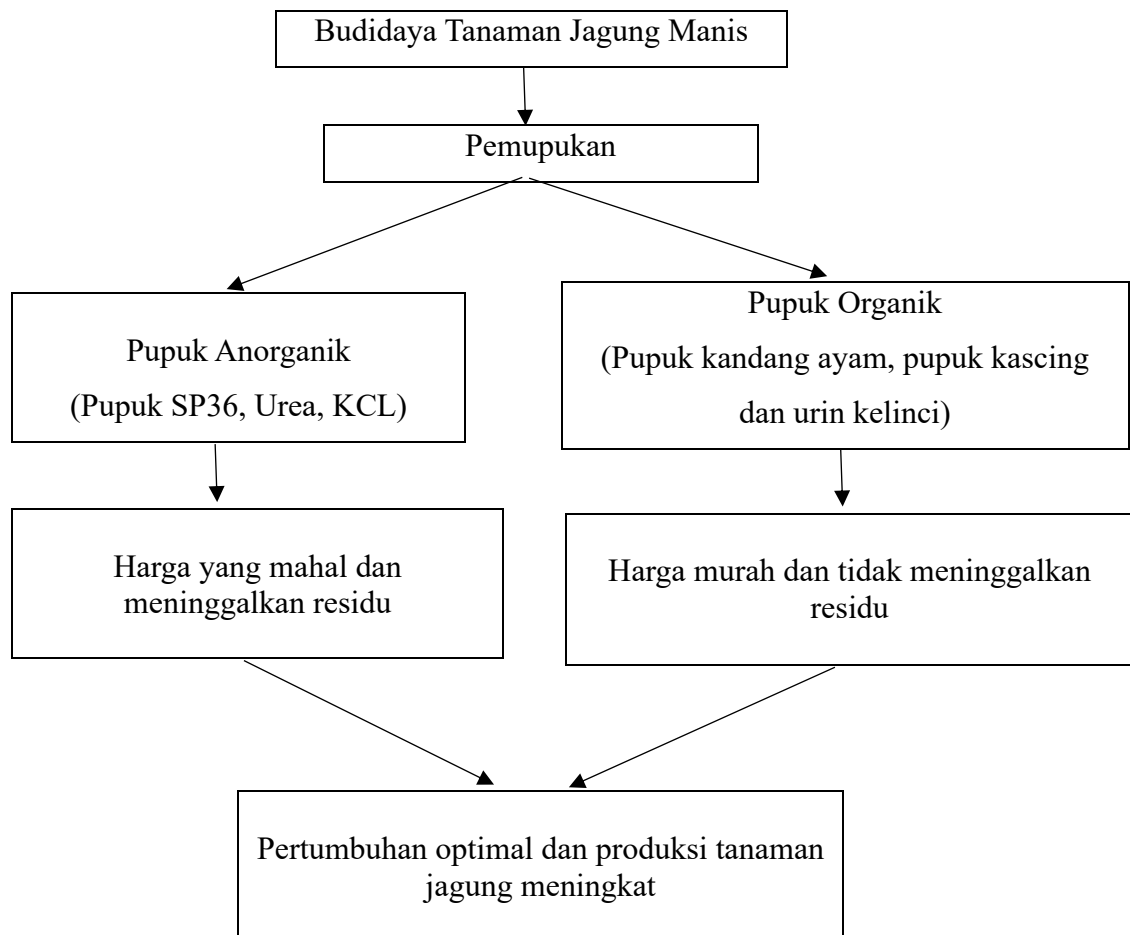 Budidaya Tanaman Jagung Manis
Pemupukan
Pupuk Anorganik
(Pupuk SP36, Urea, KCL)
Pupuk Organik
(Pupuk kandang ayam, pupuk kascing
dan urin kelinci)
Harga yang mahal dan
meninggalkan residu
Harga murah dan tidak meninggalkan
residu
Pertumbuhan optimal dan produksi tanaman
jagung meningkat